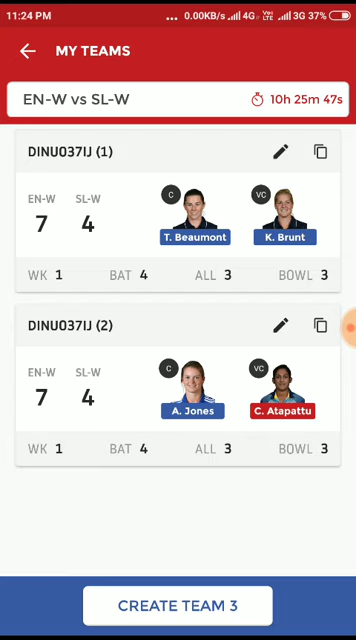 11:24 PM ... 0.00KB/s 4G VoLTE 3G 37%
MY TEAMS
EN-W vs SL-W 10h 25m 47s
DINU037IJ (1)
EN-W SL-W
7 4
C VC
T. Beaumont K. Brunt
WK 1 BAT 4 ALL 3 BOWL 3
DINU037IJ (2)
EN-W SL-W
7 4
C VC
A. Jones C. Atapattu
WK 1 BAT 4 ALL 3 BOWL 3
CREATE TEAM 3